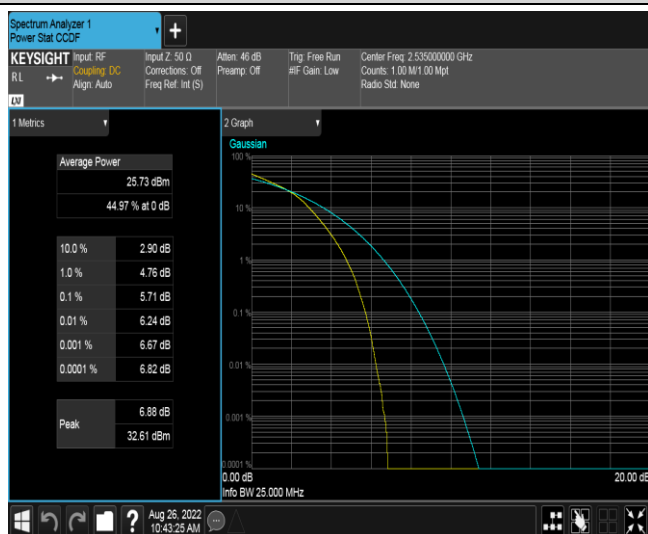 Spectrum Analyzer 1
Power Stat CCDF
+
KEYSIGHT
RL
LXI
Input: RF
Coupling: DC
Align: Auto
Input Z: 50 Ω
Corrections: Off
Freq Ref: Int (S)
Atten: 46 dB
Preamp: Off
Trig: Free Run
#IF Gain: Low
Center Freq: 2.535000000 GHz
Counts: 1.00 M/1.00 Mpt
Radio Std: None
1 Metrics
Average Power
25.73 dBm
44.97 % at 0 dB
10.0 % 2.90 dB
1.0 % 4.76 dB
0.1 % 5.71 dB
0.01 % 6.24 dB
0.001 % 6.67 dB
0.0001 % 6.82 dB
Peak
6.88 dB
32.61 dBm
2 Graph
Gaussian
100 %
10 %
1 %
0.1 %
0.01 %
0.001 %
0.0001 %
0.00 dB
20.00 dB
Info BW 25.000 MHz
?
Aug 26, 2022
10:43:25 AM